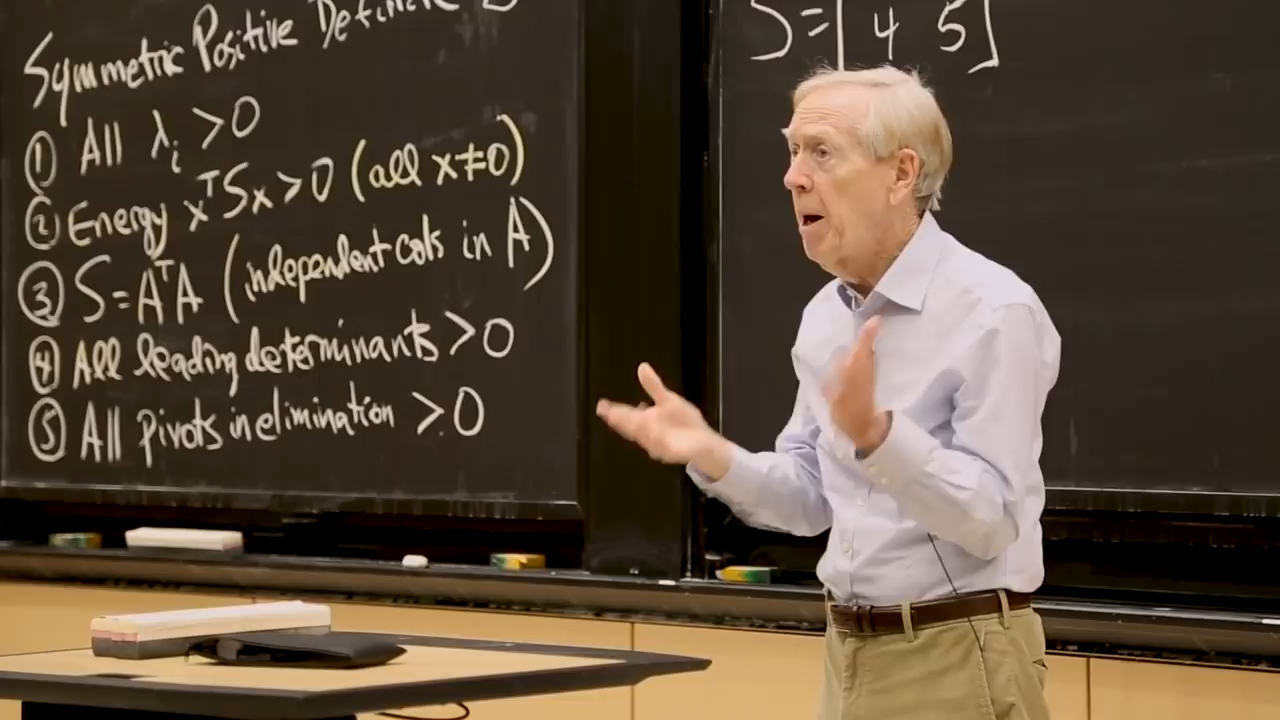 Symmetric Positive Definite S
① All λᵢ > 0
② Energy xᵀSx > 0 (all x ≠ 0)
③ S = AᵀA (independent cols in A)
④ All leading determinants > 0
⑤ All pivots in elimination > 0
S = [ 4 5 ]